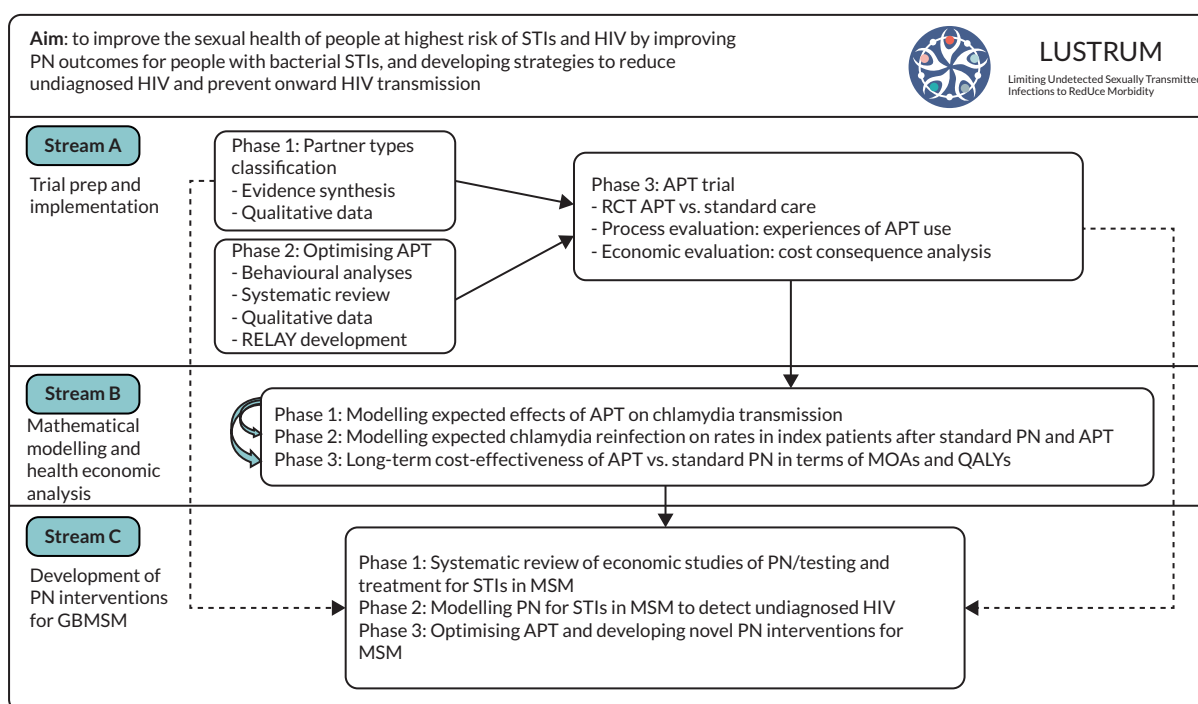 Aim: to improve the sexual health of people at highest risk of STIs and HIV by improving
PN outcomes for people with bacterial STIs, and developing strategies to reduce
undiagnosed HIV and prevent onward HIV transmission
LUSTRUM
Limiting Undetected Sexually Transmitted
Infections to RedUce Morbidity
Stream A
Trial prep and
implementation
Phase 1: Partner types
classification
- Evidence synthesis
- Qualitative data
Phase 2: Optimising APT
- Behavioural analyses
- Systematic review
- Qualitative data
- RELAY development
Phase 3: APT trial
- RCT APT vs. standard care
- Process evaluation: experiences of APT use
- Economic evaluation: cost consequence analysis
Stream B
Mathematical
modelling and
health economic
analysis
Phase 1: Modelling expected effects of APT on chlamydia transmission
Phase 2: Modelling expected chlamydia reinfection on rates in index patients after standard PN and APT
Phase 3: Long-term cost-effectiveness of APT vs. standard PN in terms of MOAs and QALYs
Stream C
Development of
PN interventions
for GBMSM
Phase 1: Systematic review of economic studies of PN/testing and
treatment for STIs in MSM
Phase 2: Modelling PN for STIs in MSM to detect undiagnosed HIV
Phase 3: Optimising APT and developing novel PN interventions for
MSM